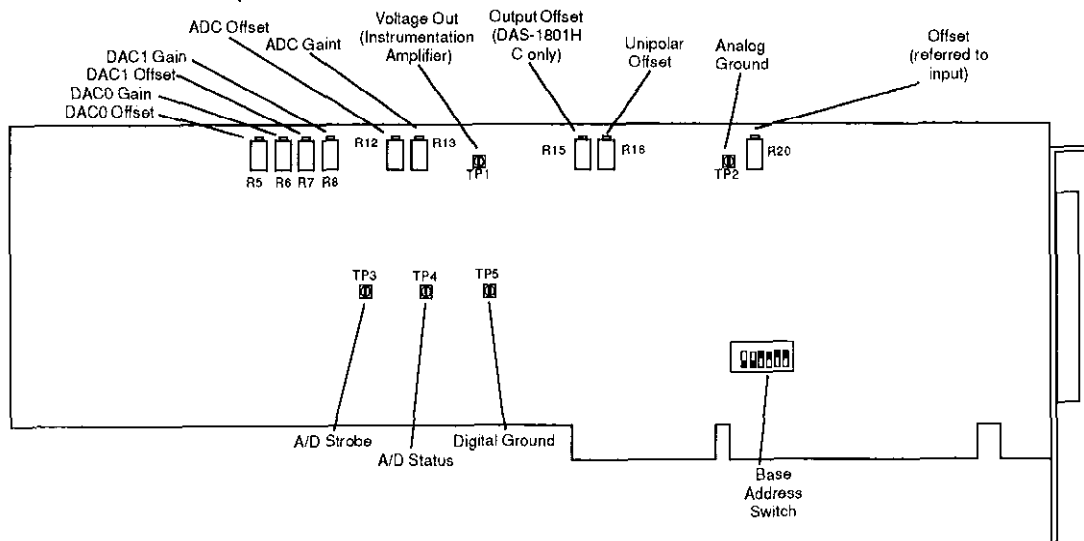 ADC Offset
ADC Gaint
Voltage Out
(Instrumentation
Amplifier)
Output Offset
(DAS-1801H
C only)
Unipolar
Offset
Analog
Ground
Offset
(referred to
input)
DAC1 Gain
DAC1 Offset
DAC0 Gain
DAC0 Offset
R5
R6
R7
R8
R12
R13
TP1
R15
R16
TP2
R20
TP3
TP4
TP5
A/D Strobe
A/D Status
Digital Ground
Base
Address
Switch